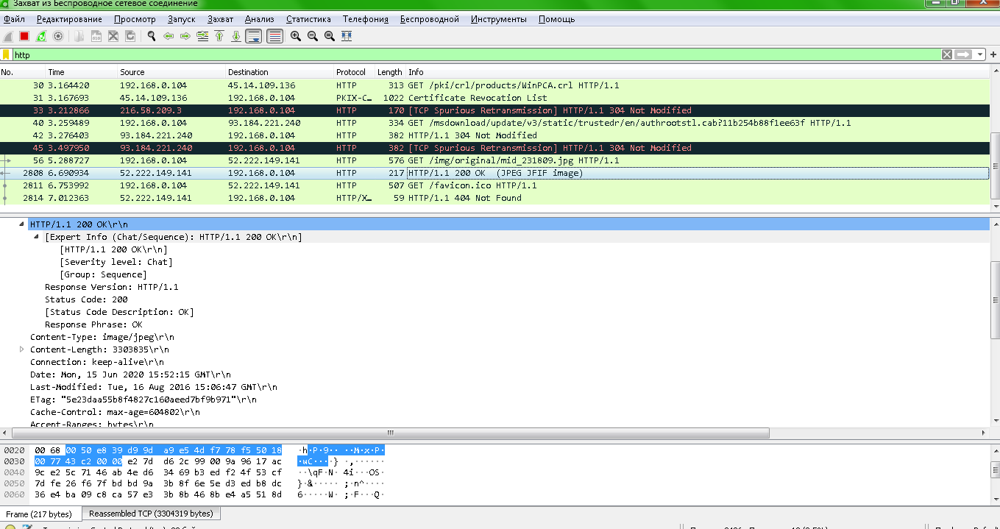 Захват из Беспроводное сетевое соединение
Файл Редактирование Просмотр Запуск Захват Анализ Статистика Телефония Беспроводной Инструменты Помощь
http
No. Time Source Destination Protocol Length Info
30 3.164420 192.168.0.104 45.14.109.136 HTTP 313 GET /pki/crl/products/WinPCA.crl HTTP/1.1
31 3.167693 45.14.109.136 192.168.0.104 PKIX-C… 1022 Certificate Revocation List
33 3.212866 216.58.209.3 192.168.0.104 HTTP 170 [TCP Spurious Retransmission] HTTP/1.1 304 Not Modified
40 3.259489 192.168.0.104 93.184.221.240 HTTP 334 GET /msdownload/update/v3/static/trustedr/en/authrootstl.cab?11b254b88f1ee63f HTTP/1.1
42 3.276403 93.184.221.240 192.168.0.104 HTTP 382 HTTP/1.1 304 Not Modified
45 3.497950 93.184.221.240 192.168.0.104 HTTP 382 [TCP Spurious Retransmission] HTTP/1.1 304 Not Modified
56 5.288727 192.168.0.104 52.222.149.141 HTTP 576 GET /img/original/mid_231809.jpg HTTP/1.1
2808 6.690934 52.222.149.141 192.168.0.104 HTTP 217 HTTP/1.1 200 OK (JPEG JFIF image)
2811 6.753992 192.168.0.104 52.222.149.141 HTTP 507 GET /favicon.ico HTTP/1.1
2814 7.012363 52.222.149.141 192.168.0.104 HTTP/X… 59 HTTP/1.1 404 Not Found
HTTP/1.1 200 OK\r\n
[Expert Info (Chat/Sequence): HTTP/1.1 200 OK\r\n]
[HTTP/1.1 200 OK\r\n]
[Severity level: Chat]
[Group: Sequence]
Response Version: HTTP/1.1
Status Code: 200
[Status Code Description: OK]
Response Phrase: OK
Content-Type: image/jpeg\r\n
Content-Length: 3303835\r\n
Connection: keep-alive\r\n
Date: Mon, 15 Jun 2020 15:52:15 GMT\r\n
Last-Modified: Tue, 16 Aug 2016 15:06:47 GMT\r\n
ETag: "5e23daa55b8f4827c160aeed7bf9b971"\r\n
Cache-Control: max-age=604802\r\n
Accept-Ranges: bytes\r\n
0020 00 68 00 50 e8 39 d9 9d a9 e5 4d f7 78 f5 50 18 ·h·P·9·· ··M·x·P·
0030 00 77 43 c2 00 00 e2 7d d6 2c 99 00 9a 96 17 ac ·wC····} ·,······
0040 9c e2 5c 71 46 ab 4e d6 34 69 b3 ed f2 4f 53 cf ··\qF·N· 4i···OS·
0050 7d fe 26 f6 7f bd bd 9a 3b 8f 6e 5e d3 ed b8 dc }·&····· ;·n^····
0060 36 e4 ba 09 c8 ca 57 e3 3b 8b 46 8b e4 a5 51 8d 6·····W· ;·F···Q·
Frame (217 bytes) Reassembled TCP (3304319 bytes)